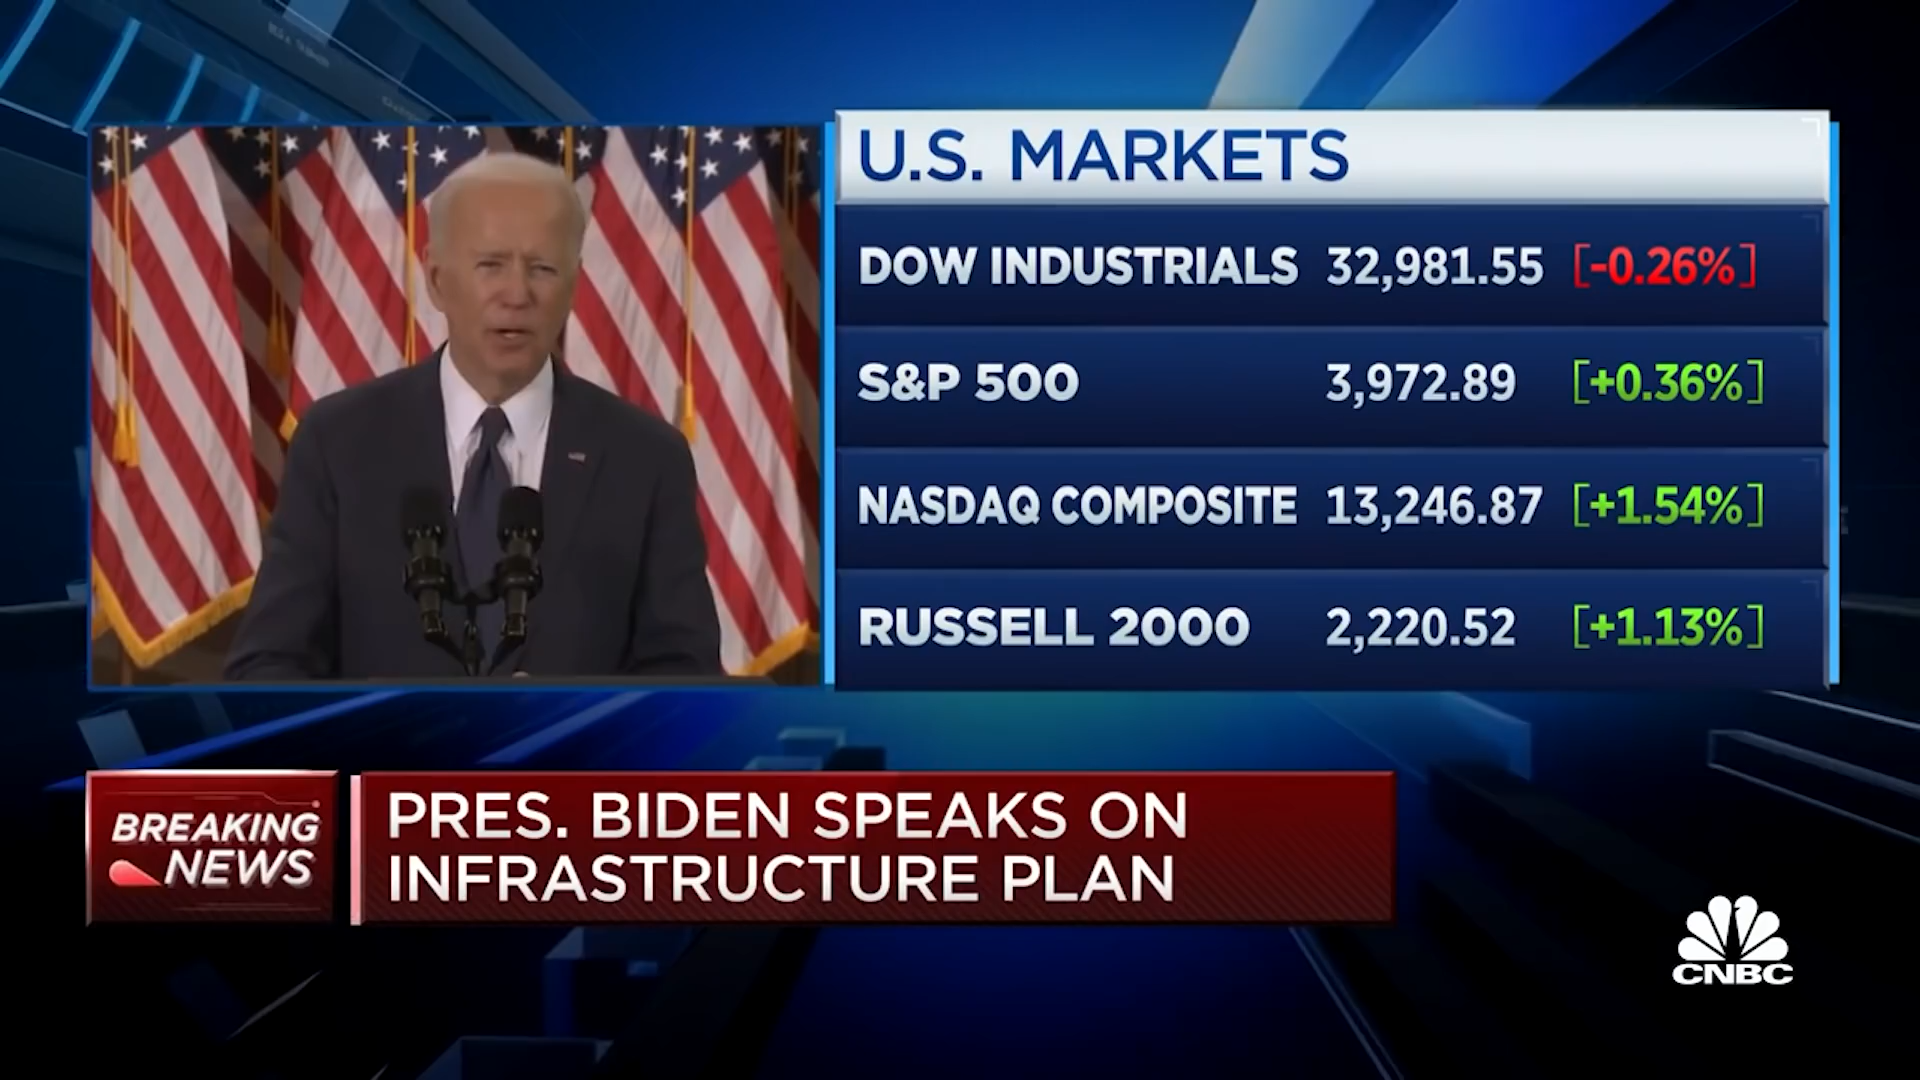 U.S. MARKETS
DOW INDUSTRIALS 32,981.55 [-0.26%]
S&P 500 3,972.89 [+0.36%]
NASDAQ COMPOSITE 13,246.87 [+1.54%]
RUSSELL 2000 2,220.52 [+1.13%]
BREAKING
NEWS
PRES. BIDEN SPEAKS ON
INFRASTRUCTURE PLAN
CNBC